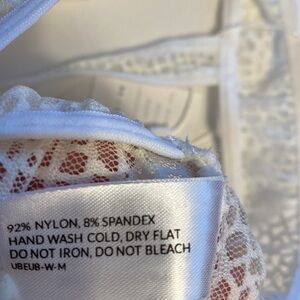 92% NYLON, 8% SPANDEX
HAND WASH COLD, DRY FLAT
DO NOT IRON, DO NOT BLEACH
UBEUB-W-M